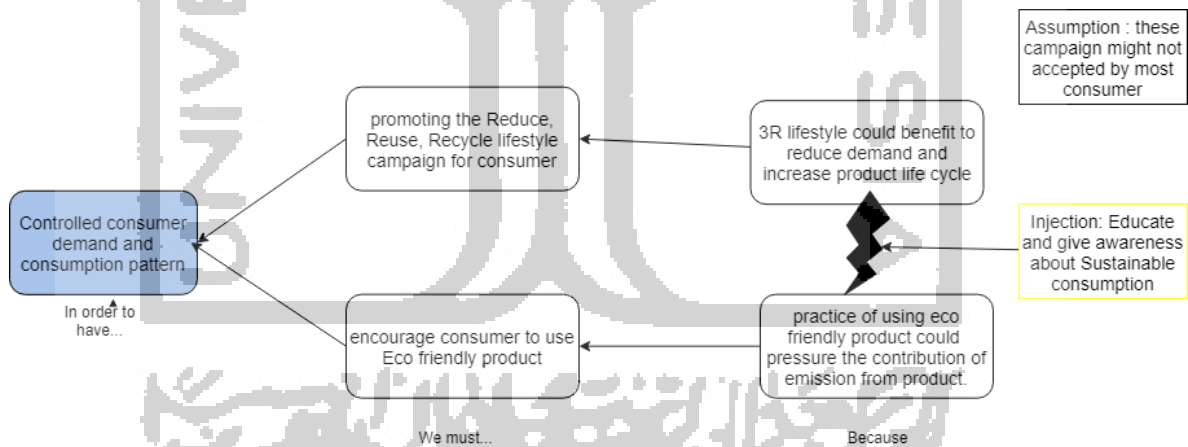 Assumption : these
campaign might not
accepted by most
consumer
promoting the Reduce,
Reuse, Recycle lifestyle
campaign for consumer
3R lifestyle could benefit to
reduce demand and
increase product life cycle
Controlled consumer
demand and
consumption pattern
Injection: Educate
and give awareness
about Sustainable
consumption
In order to
have...
encourage consumer to use
Eco friendly product
practice of using eco
friendly product could
pressure the contribution of
emission from product.
We must...
Because